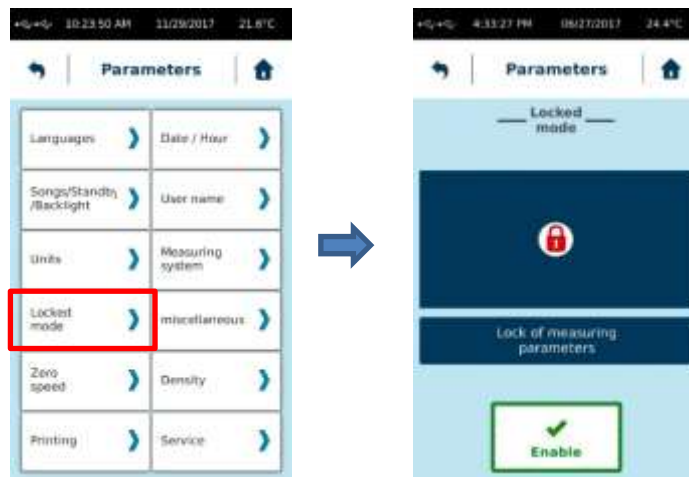 10:23:50 AM 11/29/2017 21.6°C
Parameters
Languages
Date / Hour
Songs/Standby
/Backlight
User name
Units
Measuring
system
Locked
mode
miscellaneous
Zero
speed
Density
Printing
Service
4:33:27 PM 06/27/2017 24.4°C
Parameters
Locked
mode
Lock of measuring
parameters
Enable